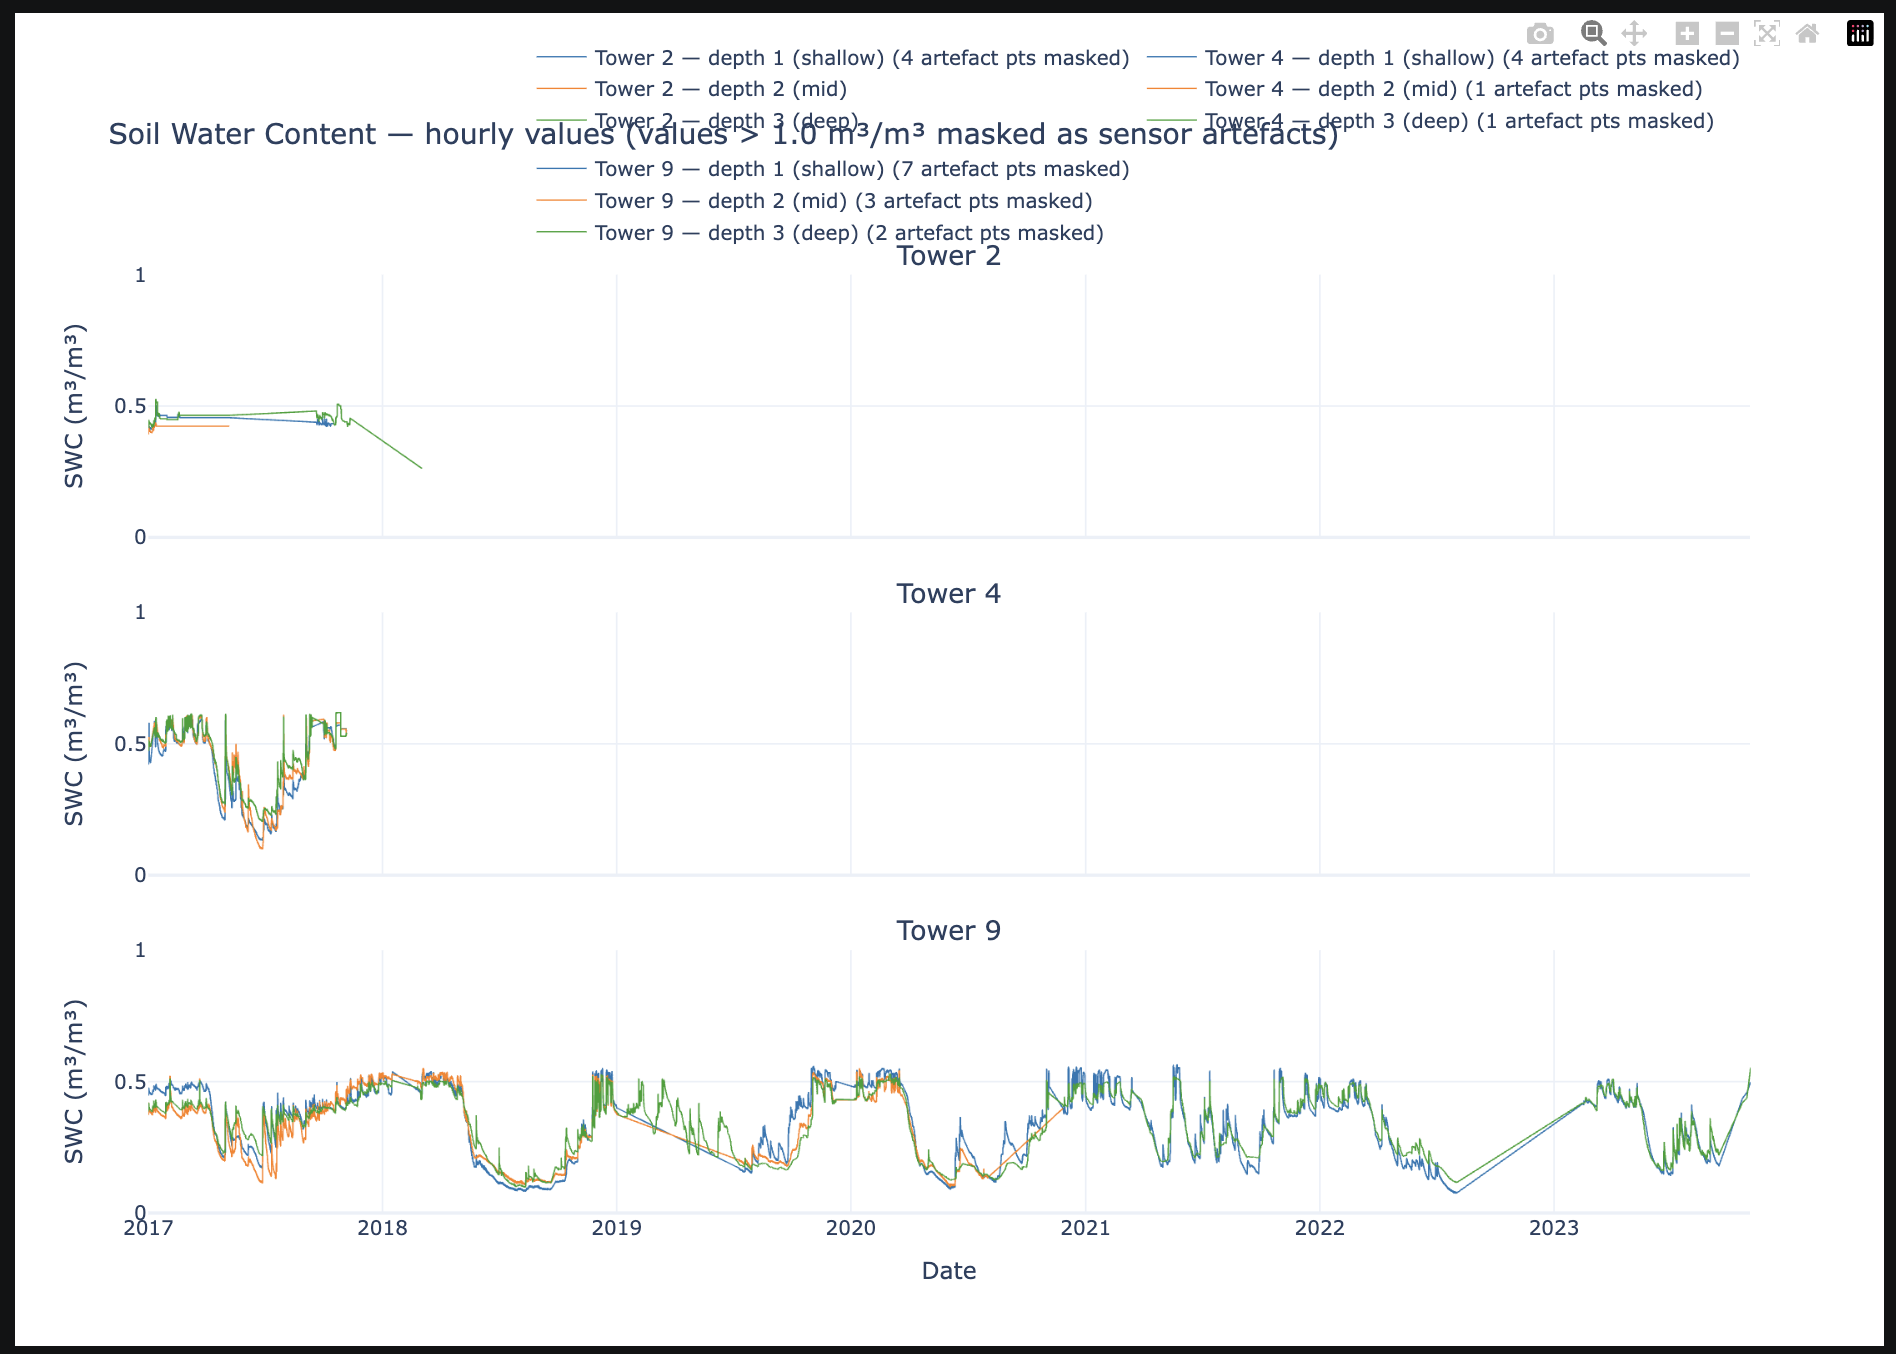 Tower 2 — depth 1 (shallow) (4 artefact pts masked)
Tower 2 — depth 2 (mid)
Tower 2 — depth 3 (deep)
Tower 4 — depth 1 (shallow) (4 artefact pts masked)
Tower 4 — depth 2 (mid) (1 artefact pts masked)
Tower 4 — depth 3 (deep) (1 artefact pts masked)
Soil Water Content — hourly values (values > 1.0 m³/m³ masked as sensor artefacts)
Tower 9 — depth 1 (shallow) (7 artefact pts masked)
Tower 9 — depth 2 (mid) (3 artefact pts masked)
Tower 9 — depth 3 (deep) (2 artefact pts masked)
Tower 2
1
0.5
0
SWC (m³/m³)
Tower 4
1
0.5
0
SWC (m³/m³)
Tower 9
1
0.5
0
SWC (m³/m³)
2017 2018 2019 2020 2021 2022 2023
Date